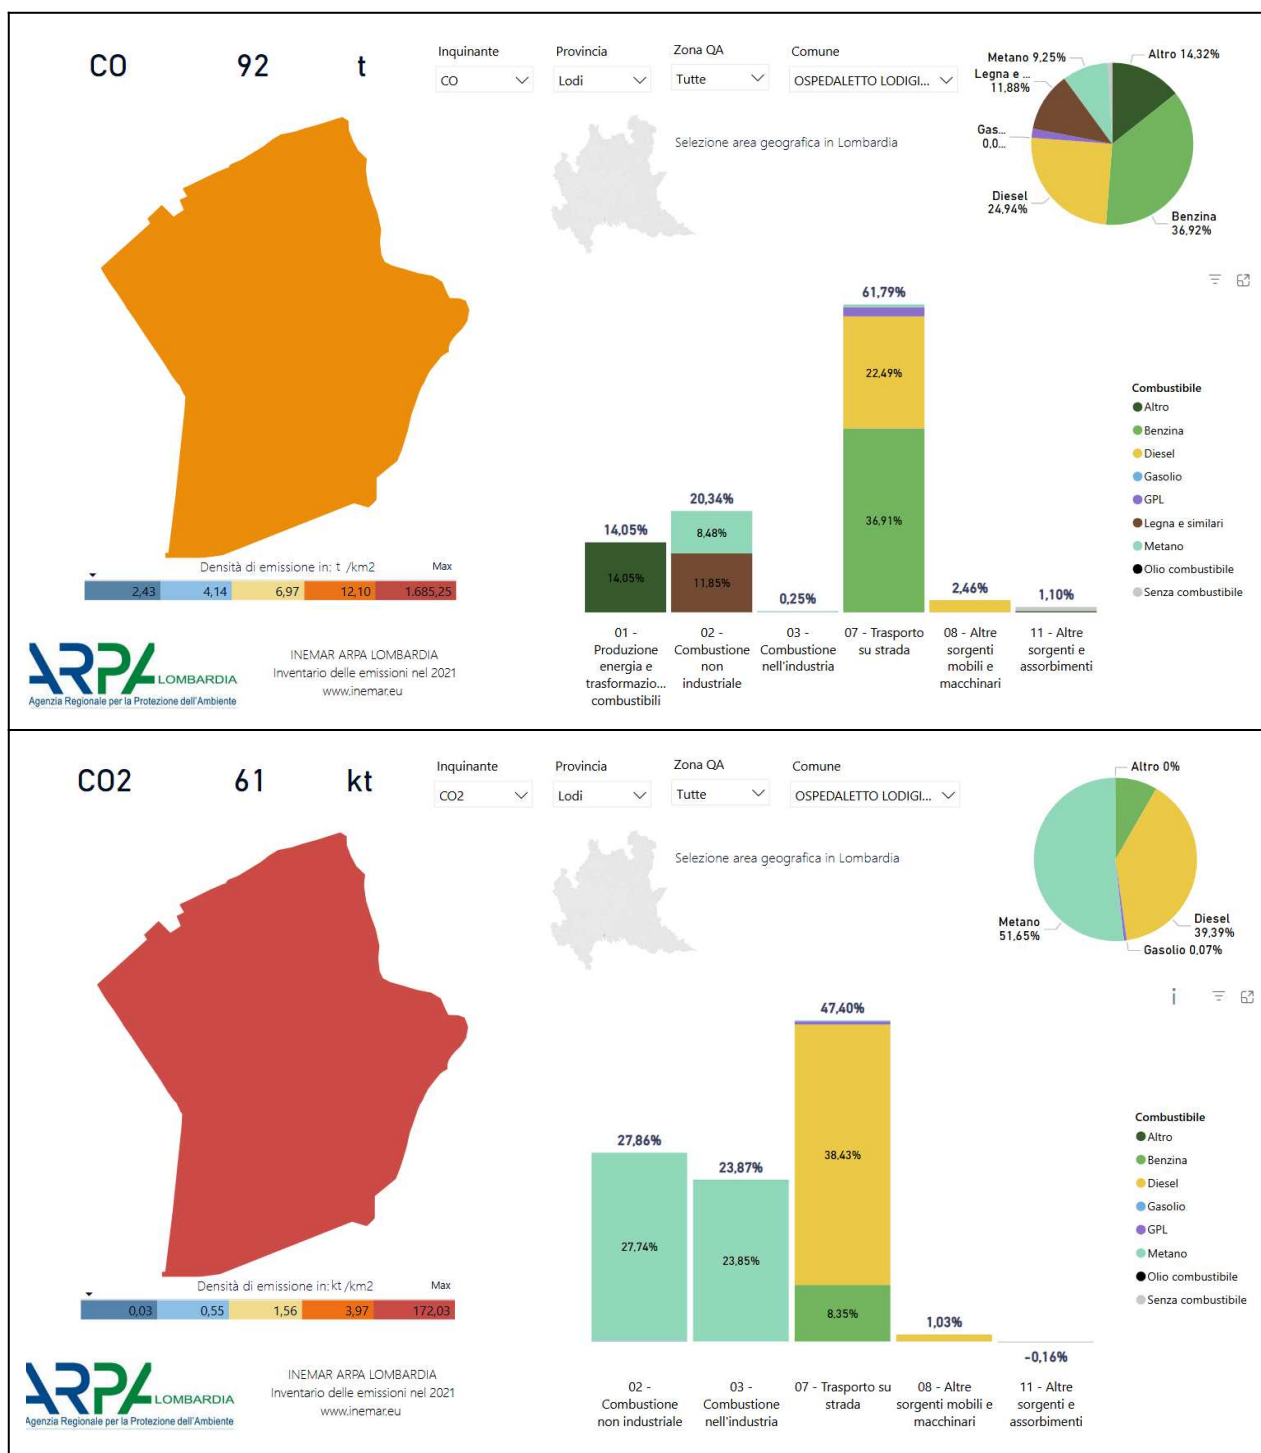 CO 92 t
Inquinante Provincia Zona QA Comune
CO Lodi Tutte OSPEDALETTO LODIGI...
Selezione area geografica in Lombardia
Altro 14,32%
Metano 9,25%
Legna e ...
11,88%
Gas...
0,0...
Diesel
24,94%
Benzina
36,92%
61,79%
22,49%
36,91%
20,34%
8,48%
11,85%
14,05%
14,05%
0,25%
2,46%
1,10%
01 -
Produzione
energia e
trasformazio...
combustibili
02 -
Combustione
non
industriale
03 -
Combustione
nell'industria
07 - Trasporto
su strada
08 - Altre
sorgenti
mobili e
macchinari
11 - Altre
sorgenti e
assorbimenti
Combustibile
Altro
Benzina
Diesel
Gasolio
GPL
Legna e similari
Metano
Olio combustibile
Senza combustibile
Densità di emissione in: t /km2 Max
2,43 4,14 6,97 12,10 1.685,25
ARPA LOMBARDIA
Agenzia Regionale per la Protezione dell'Ambiente
INEMAR ARPA LOMBARDIA
Inventario delle emissioni nel 2021
www.inemar.eu
CO2 61 kt
Inquinante Provincia Zona QA Comune
CO2 Lodi Tutte OSPEDALETTO LODIGI...
Selezione area geografica in Lombardia
Altro 0%
Metano
51,65%
Diesel
39,39%
Gasolio 0,07%
i
47,40%
38,43%
8,35%
27,86%
27,74%
23,87%
23,85%
1,03%
-0,16%
02 -
Combustione
non industriale
03 -
Combustione
nell'industria
07 - Trasporto su
strada
08 - Altre
sorgenti mobili e
macchinari
11 - Altre
sorgenti e
assorbimenti
Combustibile
Altro
Benzina
Diesel
Gasolio
GPL
Metano
Olio combustibile
Senza combustibile
Densità di emissione in: kt /km2 Max
0,03 0,55 1,56 3,97 172,03
ARPA LOMBARDIA
Agenzia Regionale per la Protezione dell'Ambiente
INEMAR ARPA LOMBARDIA
Inventario delle emissioni nel 2021
www.inemar.eu